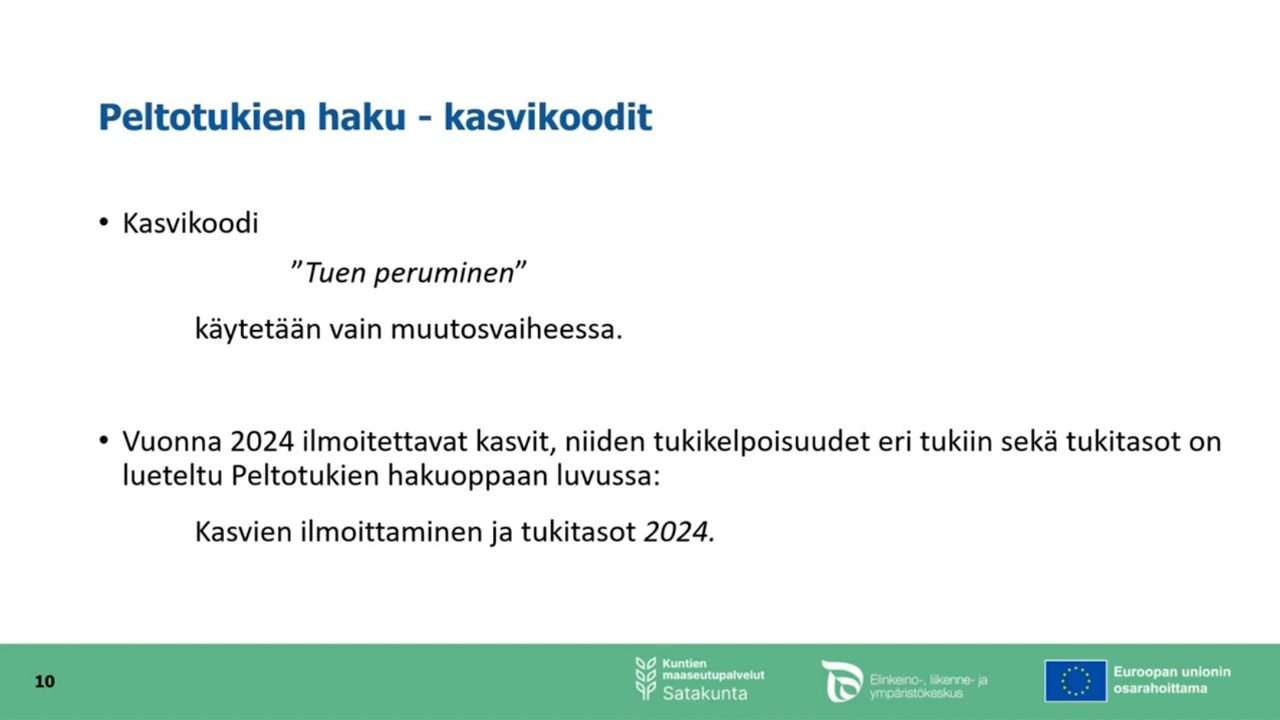 Peltotukien haku - kasvikoodit
• Kasvikoodi
”Tuen peruminen”
käytetään vain muutosvaiheessa.
• Vuonna 2024 ilmoitettavat kasvit, niiden tukikelpoisuudet eri tukiin sekä tukitasot on
lueteltu Peltotukien hakuoppaan luvussa:
Kasvien ilmoittaminen ja tukitasot 2024.
10
Kuntien
maaseutupalvelut
Satakunta
Elinkeino-, liikenne- ja
ympäristökeskus
Euroopan unionin
osarahoittama